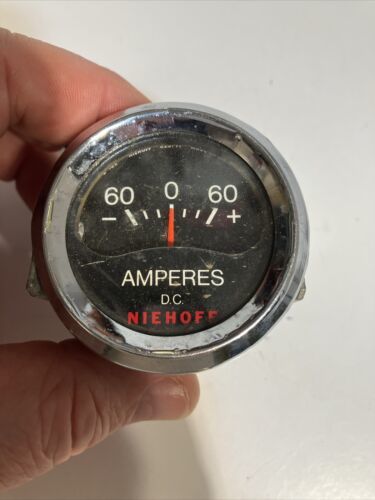 60 0 60
- +
AMPERES
D.C.
NIEHOFF